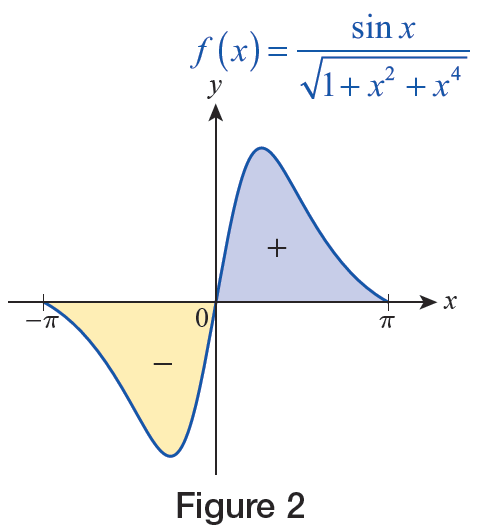 f(x) = sin x / √(1 + x² + x⁴)
y
+
x
−π
0
π
−
Figure 2